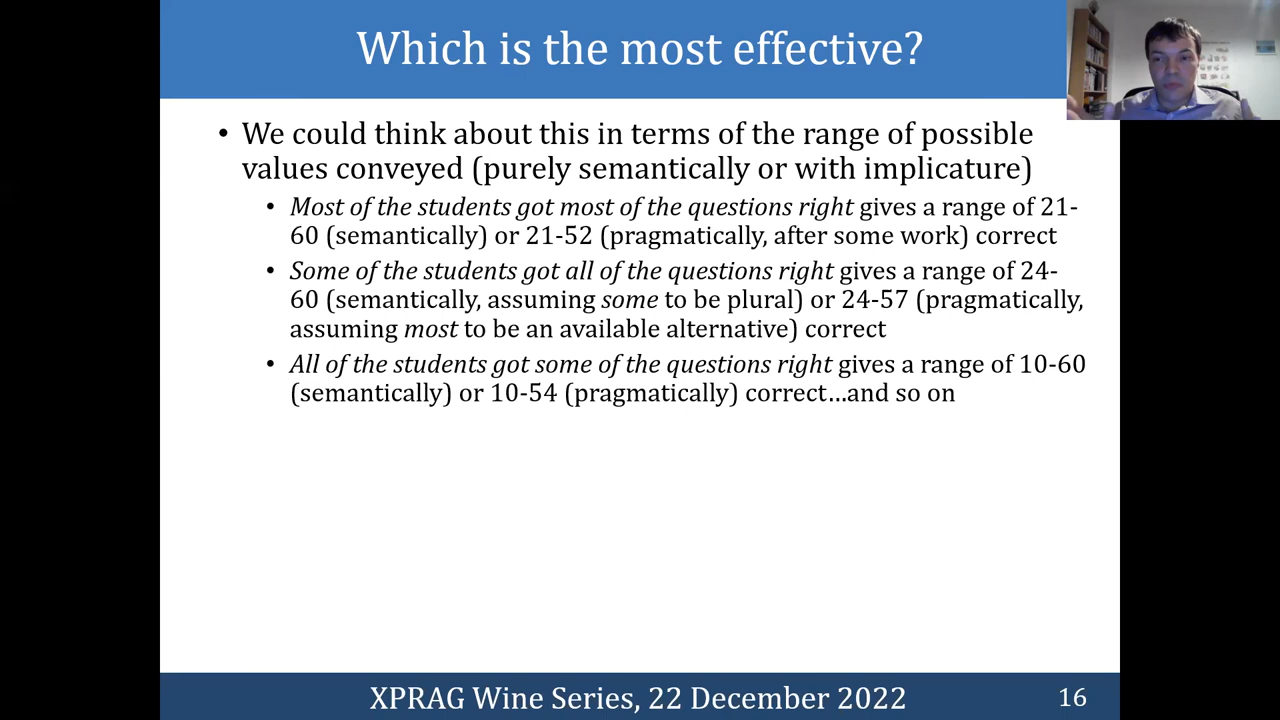 Which is the most effective?
• We could think about this in terms of the range of possible
values conveyed (purely semantically or with implicature)
• Most of the students got most of the questions right gives a range of 21-
60 (semantically) or 21-52 (pragmatically, after some work) correct
• Some of the students got all of the questions right gives a range of 24-
60 (semantically, assuming some to be plural) or 24-57 (pragmatically,
assuming most to be an available alternative) correct
• All of the students got some of the questions right gives a range of 10-60
(semantically) or 10-54 (pragmatically) correct…and so on
XPRAG Wine Series, 22 December 2022
16